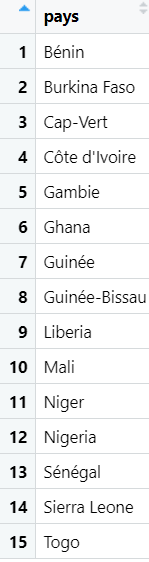 pays
1 Bénin
2 Burkina Faso
3 Cap-Vert
4 Côte d'Ivoire
5 Gambie
6 Ghana
7 Guinée
8 Guinée-Bissau
9 Liberia
10 Mali
11 Niger
12 Nigeria
13 Sénégal
14 Sierra Leone
15 Togo